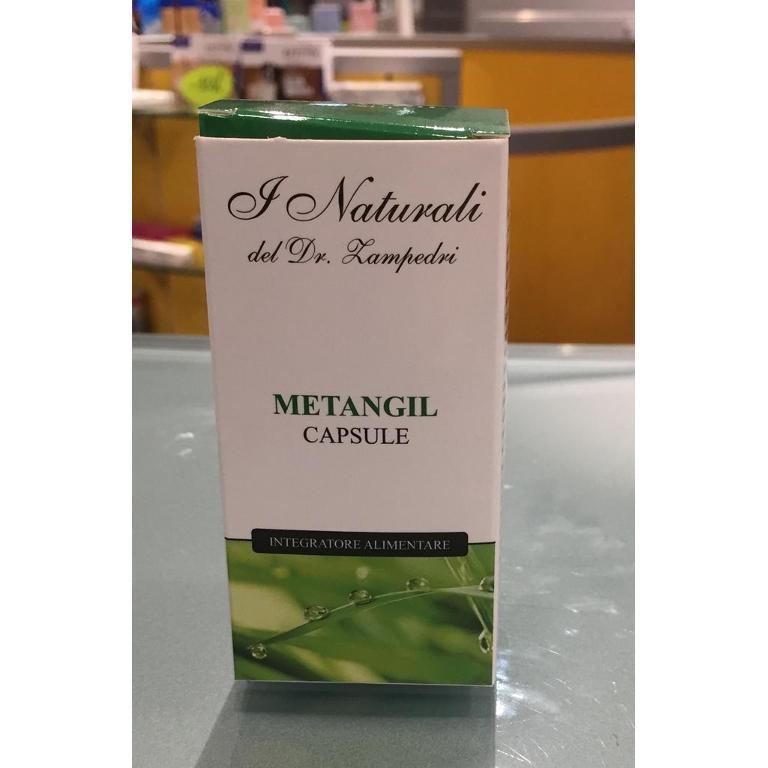 I Naturali
del Dr. Zampedri
METANGIL
CAPSULE
INTEGRATORE ALIMENTARE